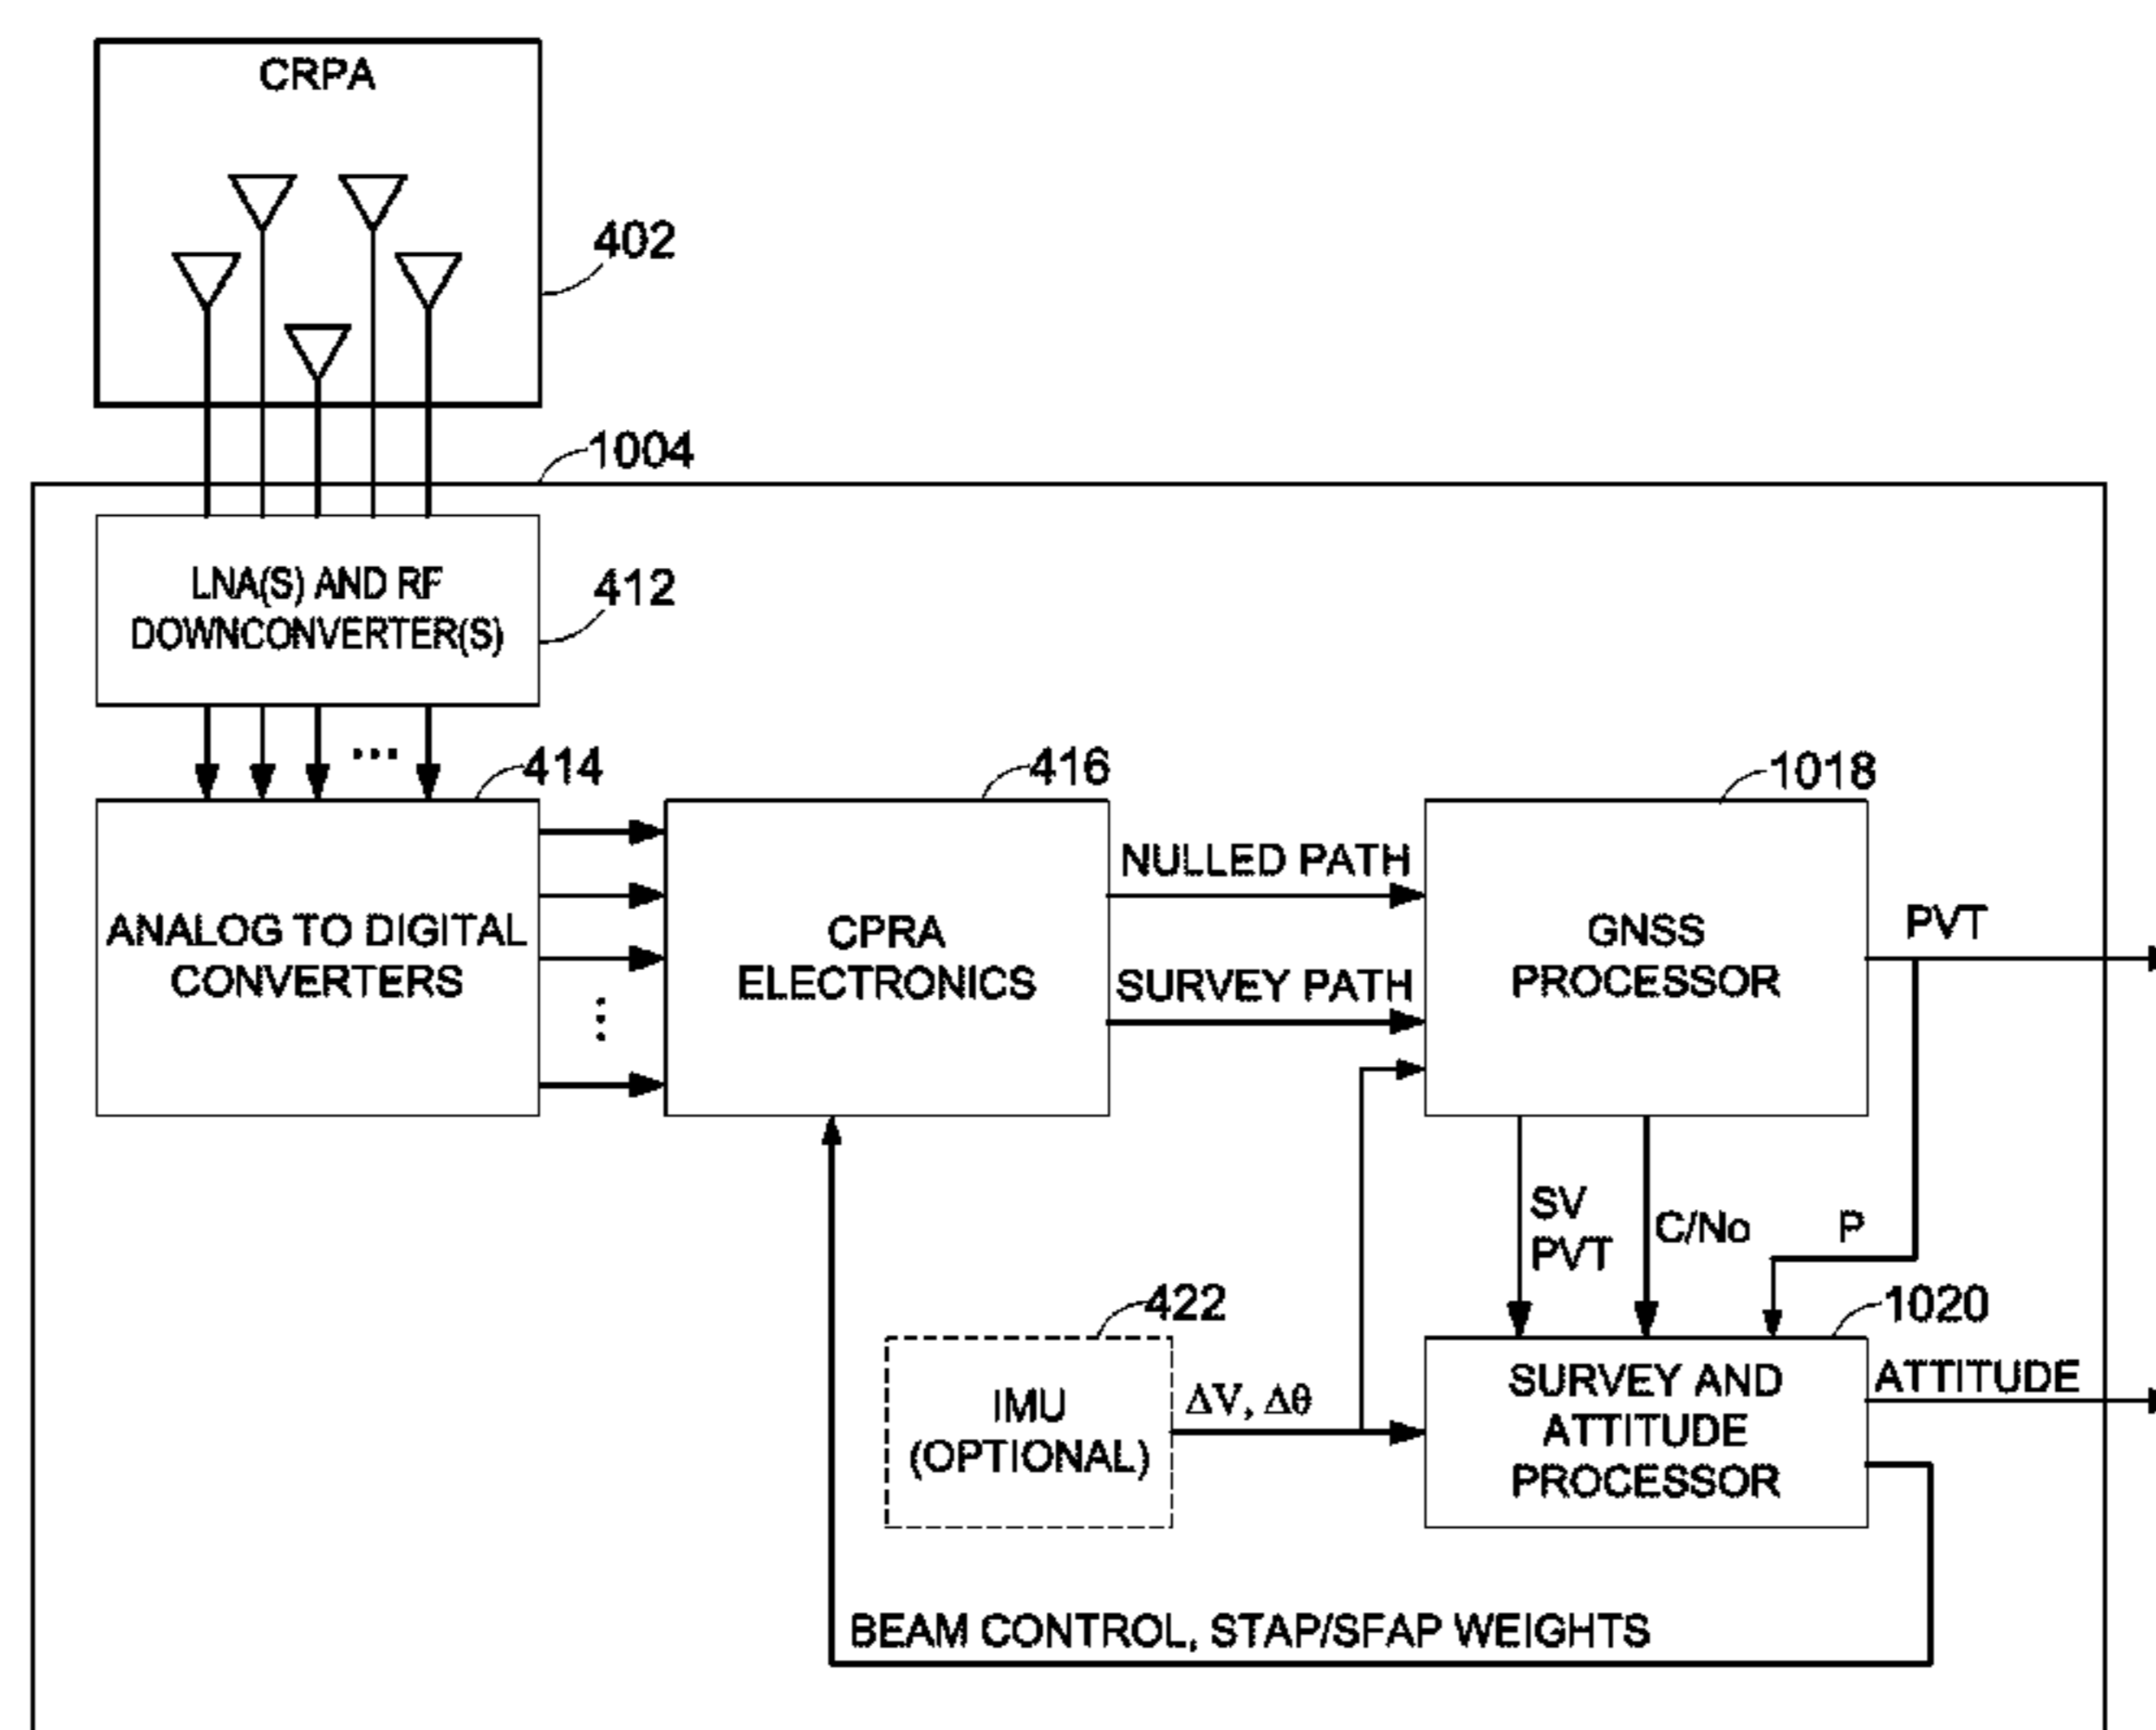 CRPA
402
1004
LNA(S) AND RF
DOWNCONVERTER(S)
412
...
414
416
1018
ANALOG TO DIGITAL
CONVERTERS
...
CPRA
ELECTRONICS
NULLED PATH
SURVEY PATH
GNSS
PROCESSOR
PVT
SV
PVT
C/No
P
422
1020
IMU
(OPTIONAL)
ΔV, Δθ
SURVEY AND
ATTITUDE
PROCESSOR
ATTITUDE
BEAM CONTROL, STAP/SFAP WEIGHTS